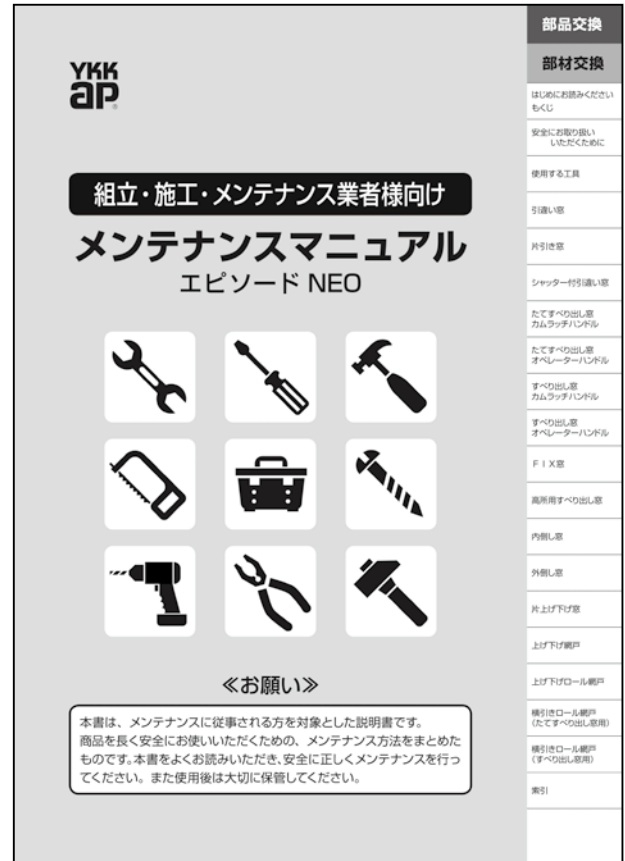 YKK
ap
組立・施工・メンテナンス業者様向け
メンテナンスマニュアル
エピソード NEO
≪お願い≫
本書は、メンテナンスに従事される方を対象とした説明書です。
商品を長く安全にお使いいただくための、メンテナンス方法をまとめた
ものです。本書をよくお読みいただき、安全に正しくメンテナンスを行っ
てください。また使用後は大切に保管してください。
部品交換
部材交換
はじめにお読みください
もくじ
安全にお取り扱い
いただくために
使用する工具
引違い窓
片引き窓
シャッター付引違い窓
たてすべり出し窓
カムラッチハンドル
たてすべり出し窓
オペレーターハンドル
すべり出し窓
カムラッチハンドル
すべり出し窓
オペレーターハンドル
ＦＩＸ窓
高所用すべり出し窓
内倒し窓
外倒し窓
片上げ下げ窓
上げ下げ網戸
上げ下げロール網戸
横引きロール網戸
（たてすべり出し窓用）
横引きロール網戸
（すべり出し窓用）
索引